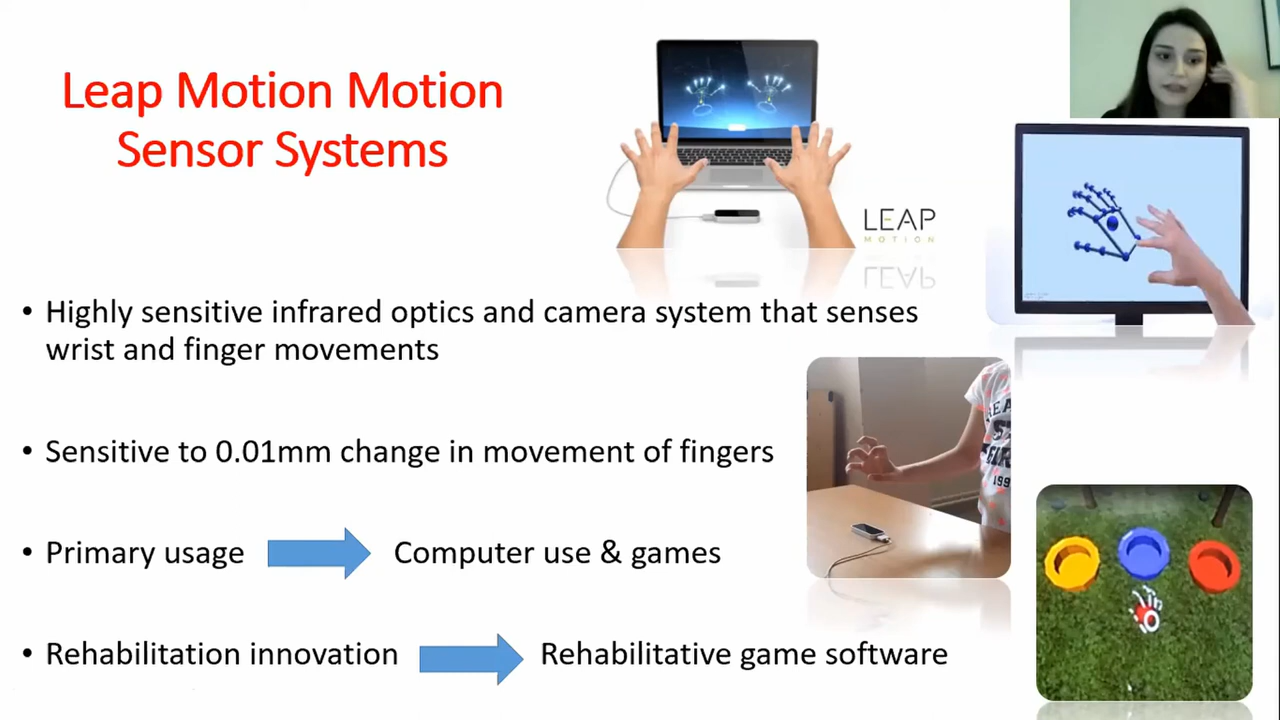 Leap Motion Motion
Sensor Systems
LEAP
MOTION
• Highly sensitive infrared optics and camera system that senses
wrist and finger movements
• Sensitive to 0.01mm change in movement of fingers
• Primary usage
Computer use & games
• Rehabilitation innovation
Rehabilitative game software